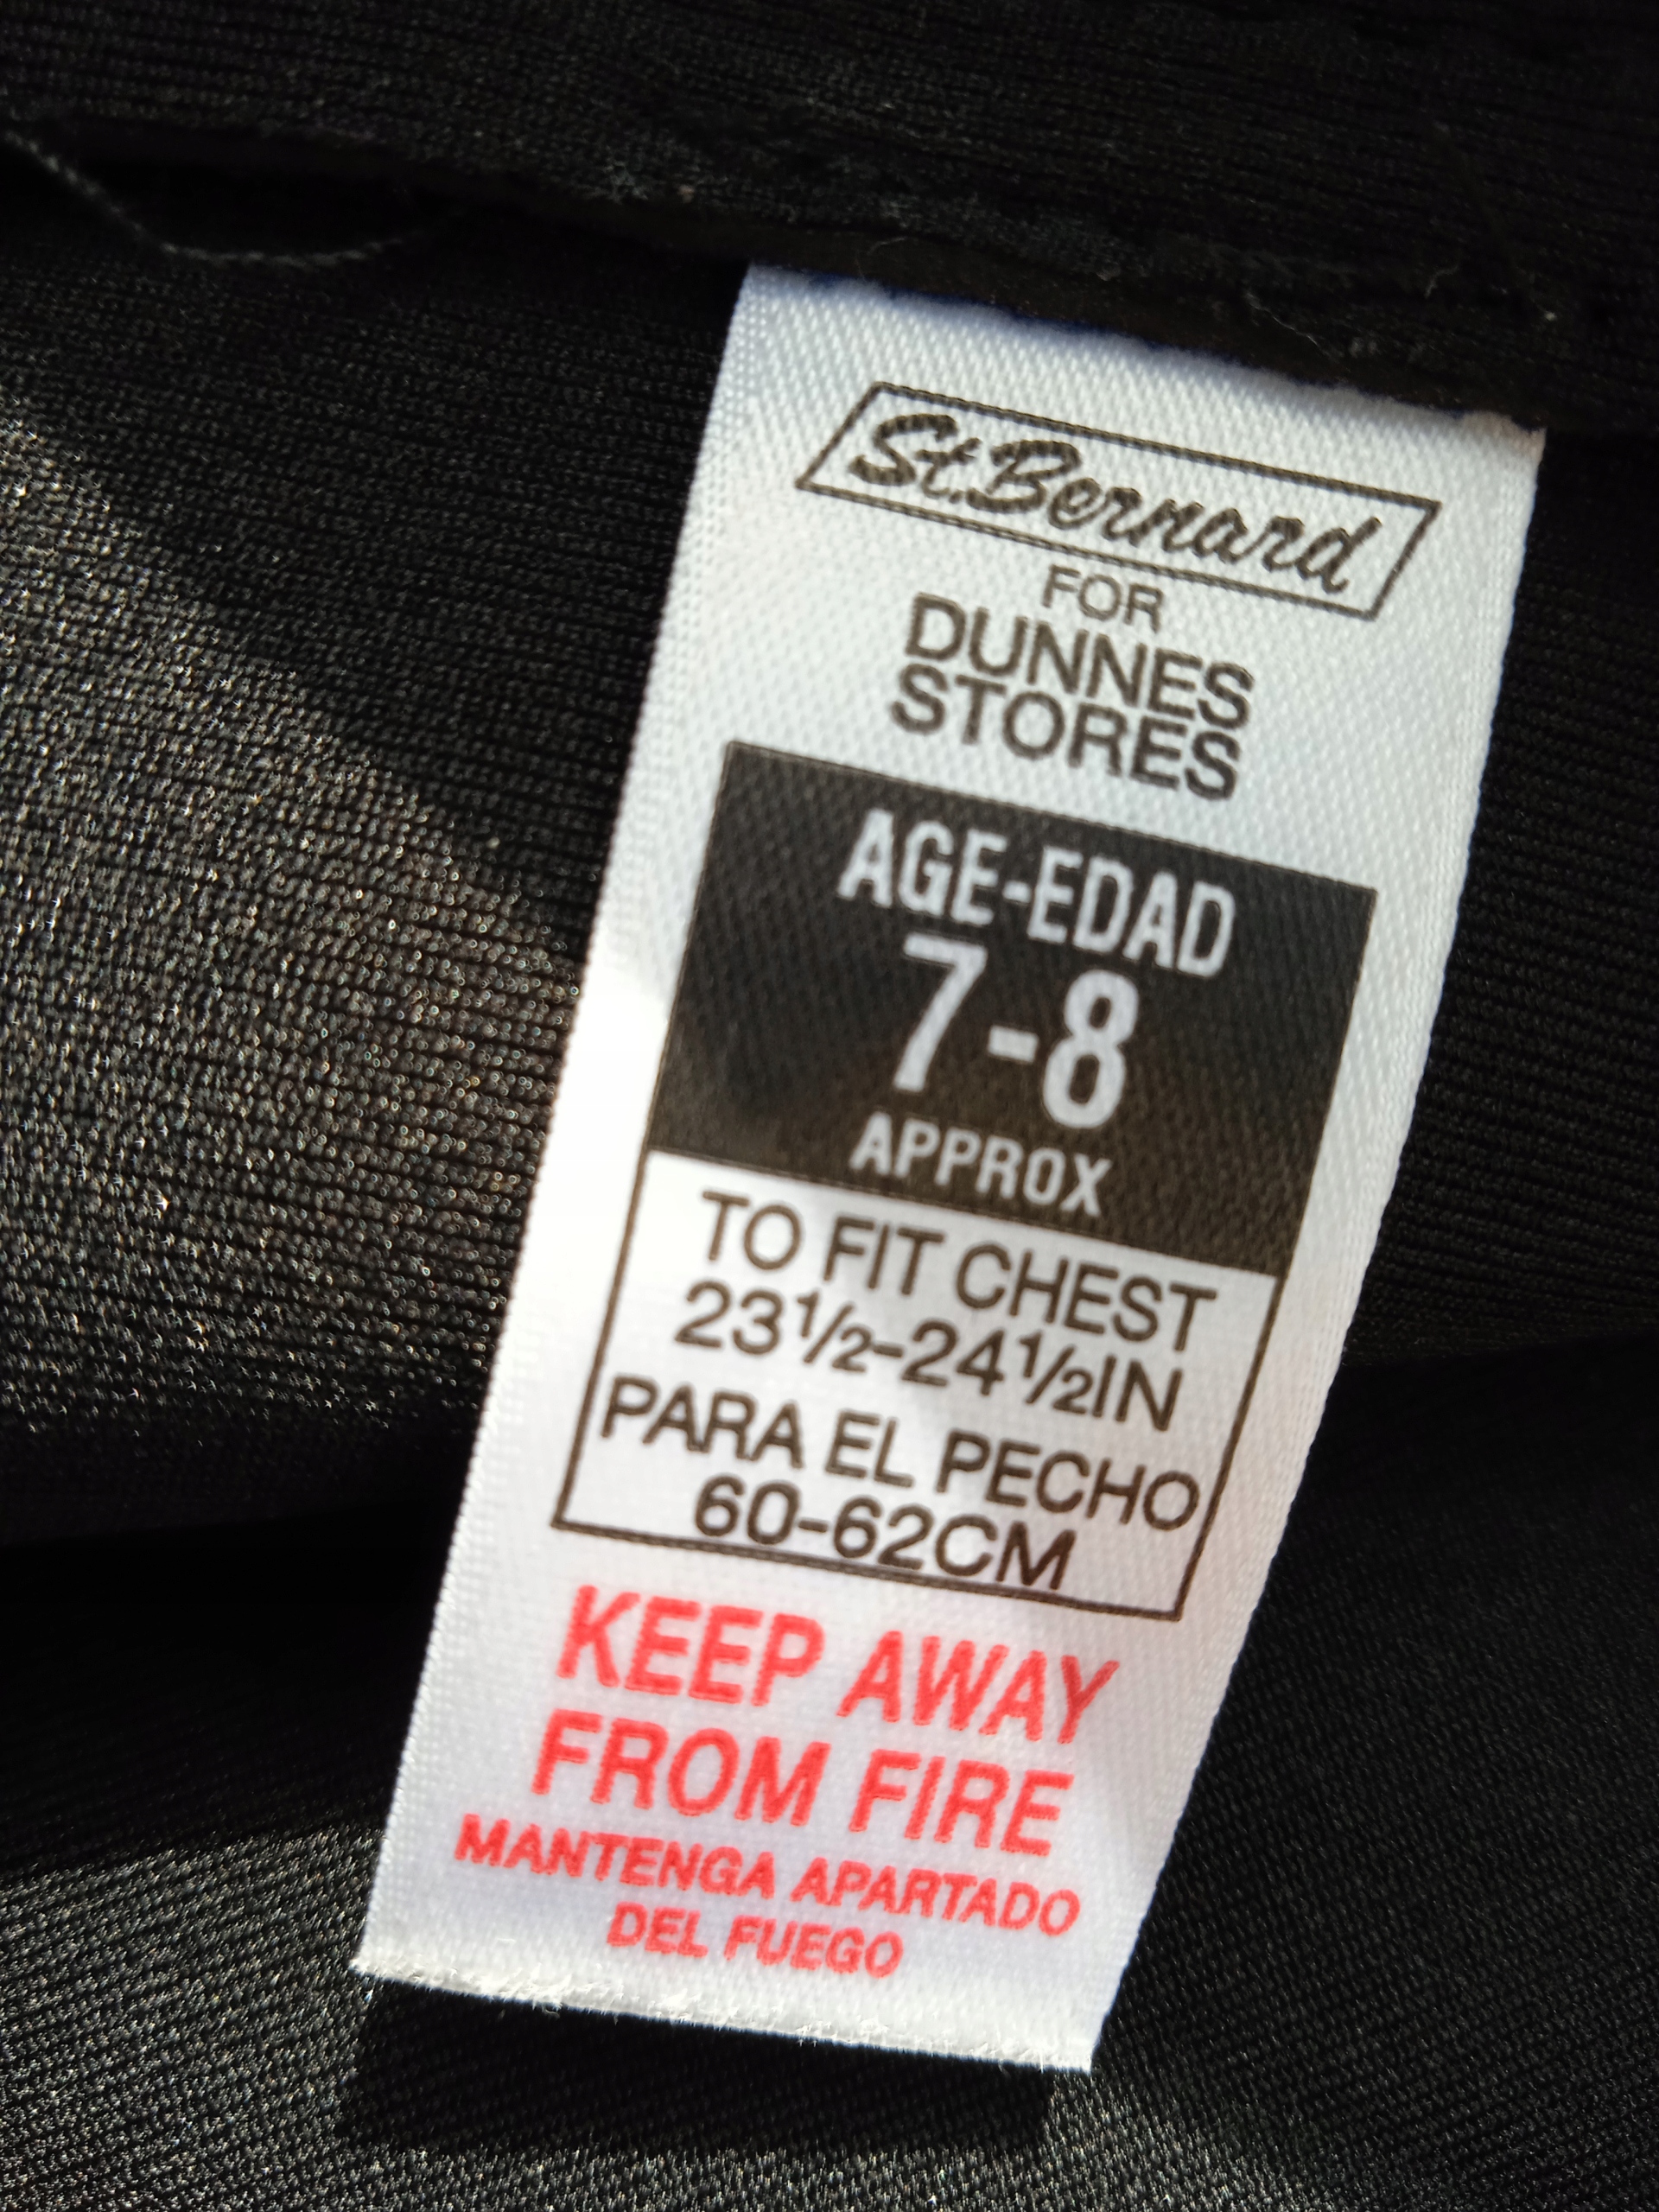 St.Bernard
FOR
DUNNES
STORES
AGE-EDAD
7-8
APPROX
TO FIT CHEST
23½-24½IN
PARA EL PECHO
60-62CM
KEEP AWAY
FROM FIRE
MANTENGA APARTADO
DEL FUEGO